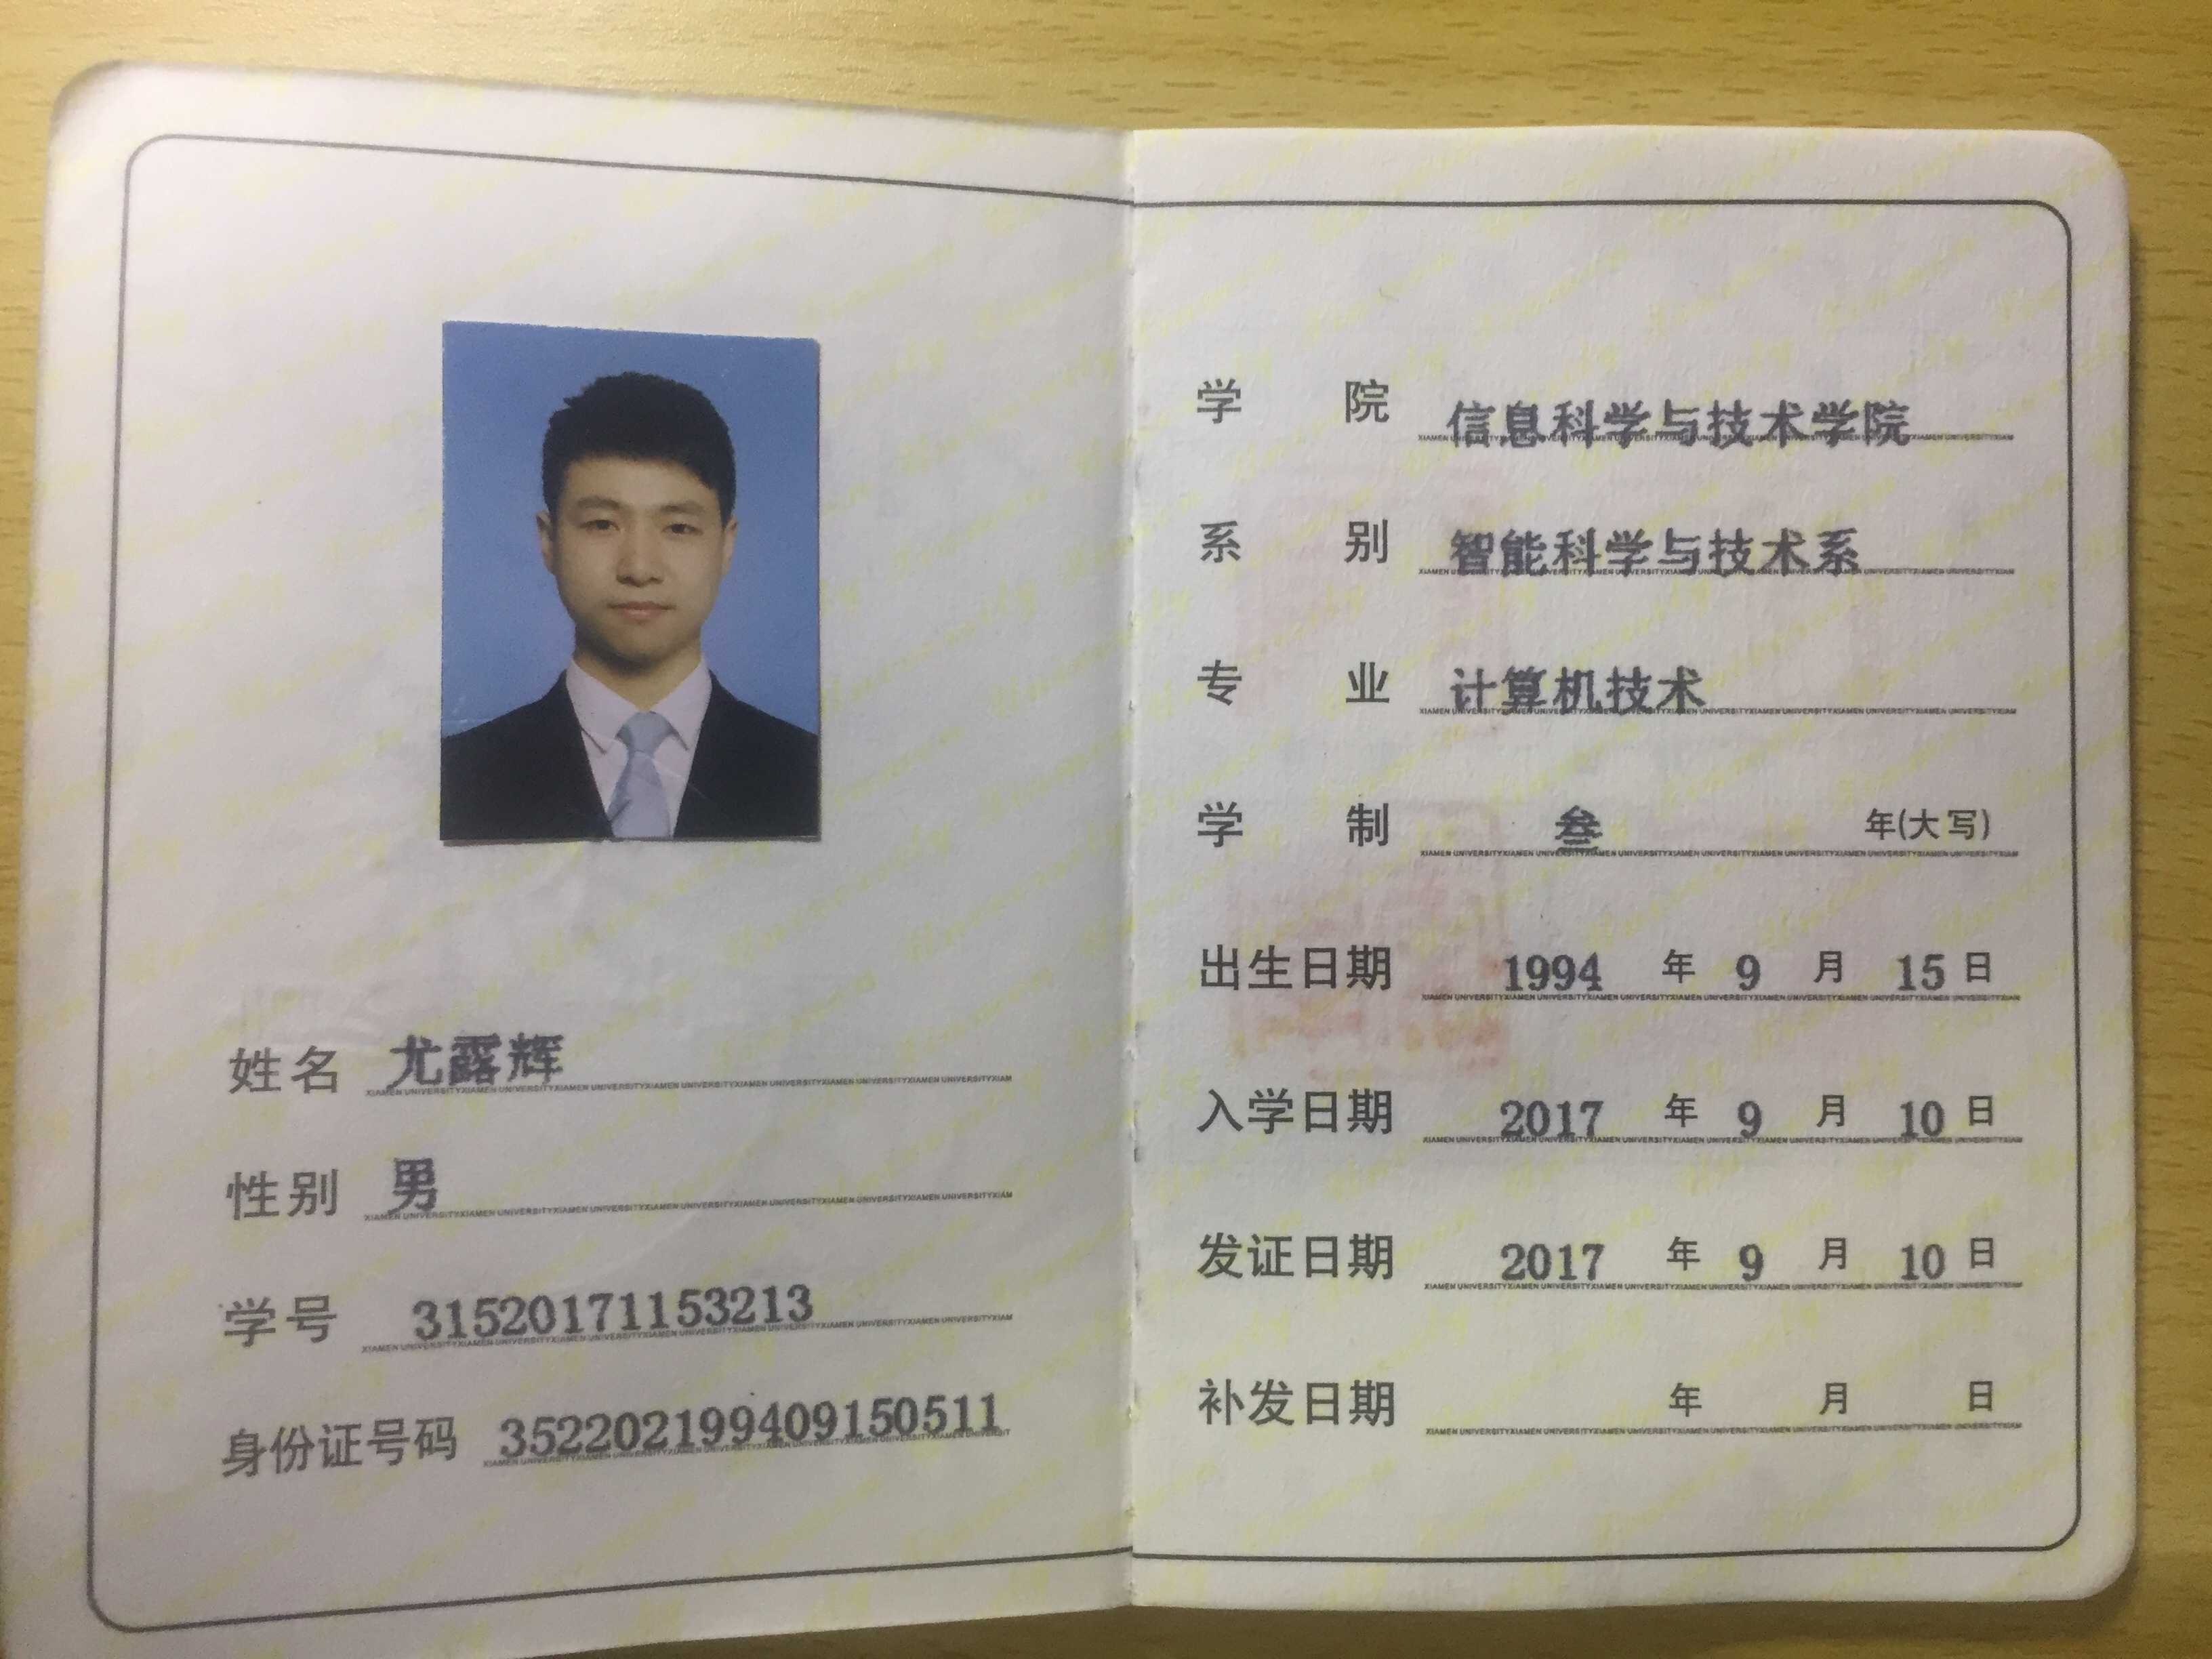 姓名 尤露辉
性别 男
学号 31520171153213
身份证号码 352202199409150511
学院 信息科学与技术学院
系别 智能科学与技术系
专业 计算机技术
学制 叁 年(大写)
出生日期 1994 年 9 月 15 日
入学日期 2017 年 9 月 10 日
发证日期 2017 年 9 月 10 日
补发日期 年 月 日